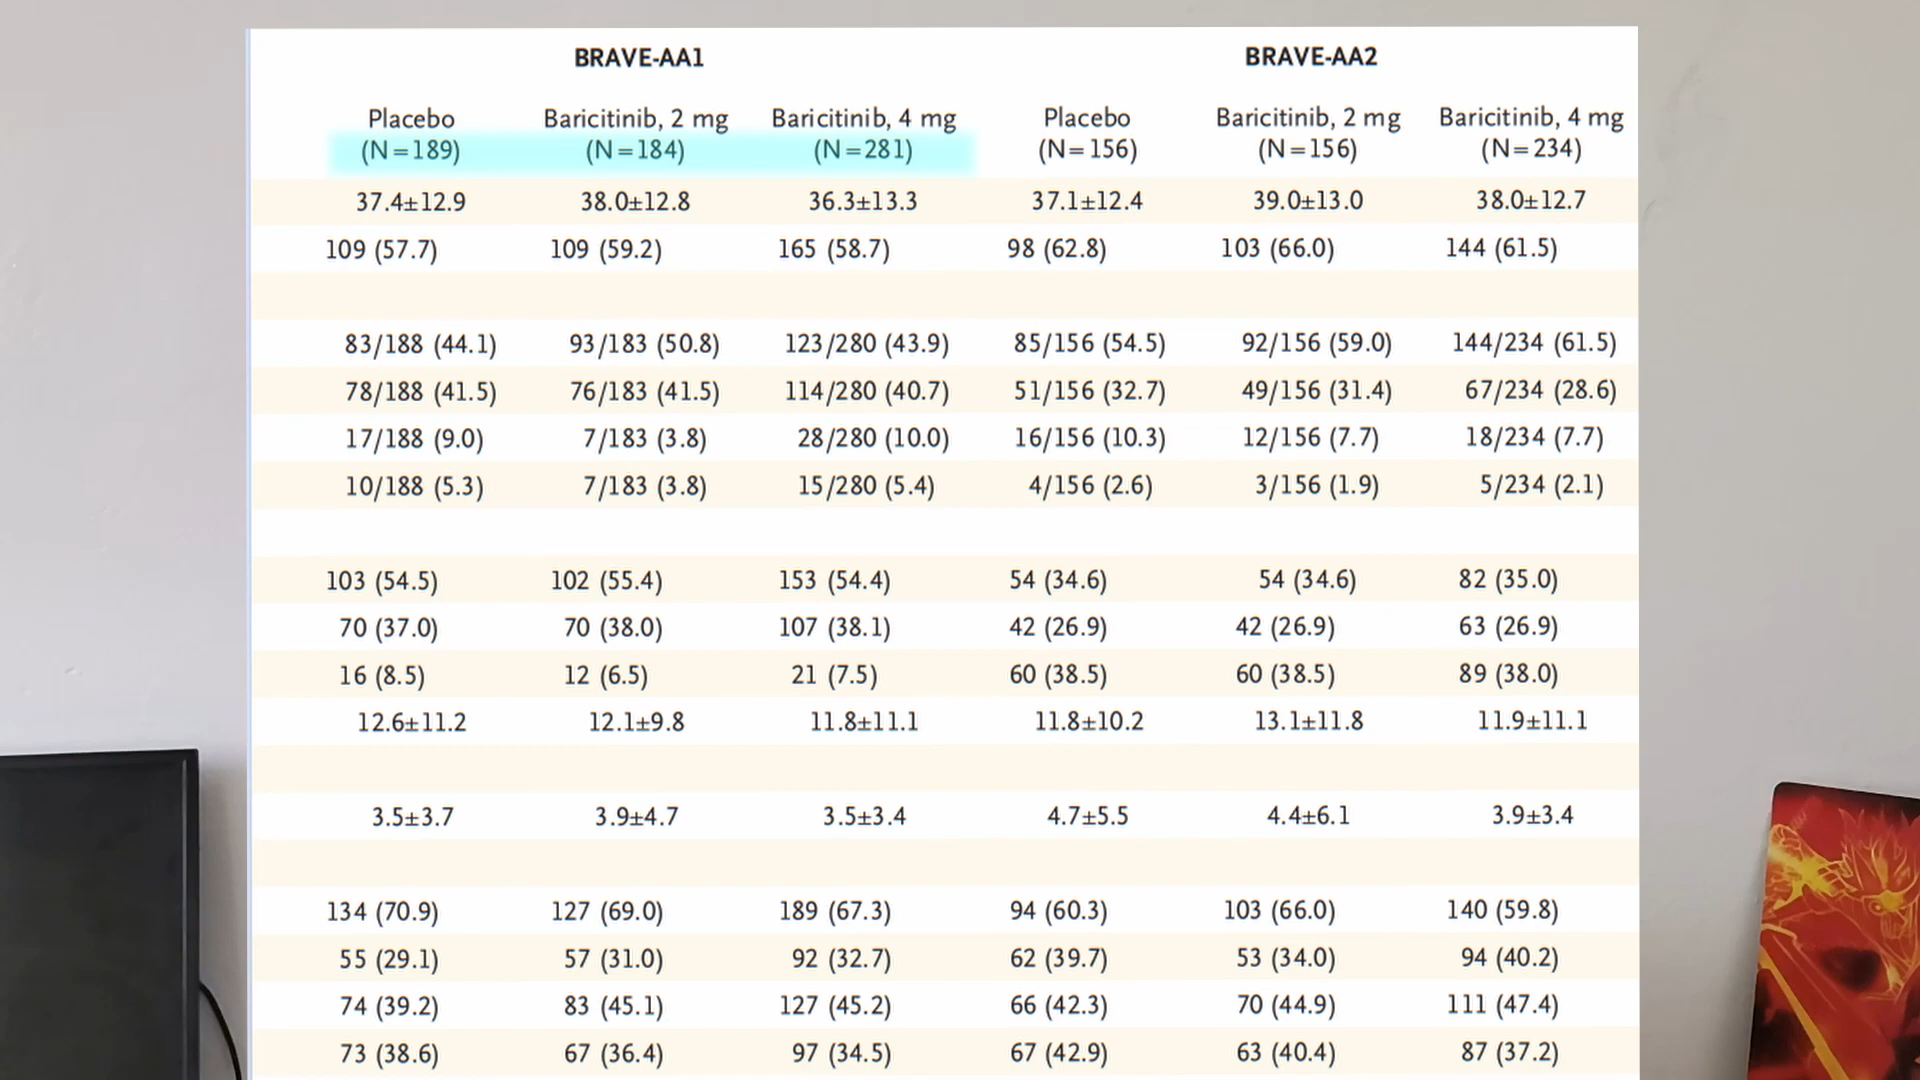 BRAVE-AA1 BRAVE-AA2
Placebo Baricitinib, 2 mg Baricitinib, 4 mg Placebo Baricitinib, 2 mg Baricitinib, 4 mg
(N=189) (N=184) (N=281) (N=156) (N=156) (N=234)
37.4±12.9 38.0±12.8 36.3±13.3 37.1±12.4 39.0±13.0 38.0±12.7
109 (57.7) 109 (59.2) 165 (58.7) 98 (62.8) 103 (66.0) 144 (61.5)
83/188 (44.1) 93/183 (50.8) 123/280 (43.9) 85/156 (54.5) 92/156 (59.0) 144/234 (61.5)
78/188 (41.5) 76/183 (41.5) 114/280 (40.7) 51/156 (32.7) 49/156 (31.4) 67/234 (28.6)
17/188 (9.0) 7/183 (3.8) 28/280 (10.0) 16/156 (10.3) 12/156 (7.7) 18/234 (7.7)
10/188 (5.3) 7/183 (3.8) 15/280 (5.4) 4/156 (2.6) 3/156 (1.9) 5/234 (2.1)
103 (54.5) 102 (55.4) 153 (54.4) 54 (34.6) 54 (34.6) 82 (35.0)
70 (37.0) 70 (38.0) 107 (38.1) 42 (26.9) 42 (26.9) 63 (26.9)
16 (8.5) 12 (6.5) 21 (7.5) 60 (38.5) 60 (38.5) 89 (38.0)
12.6±11.2 12.1±9.8 11.8±11.1 11.8±10.2 13.1±11.8 11.9±11.1
3.5±3.7 3.9±4.7 3.5±3.4 4.7±5.5 4.4±6.1 3.9±3.4
134 (70.9) 127 (69.0) 189 (67.3) 94 (60.3) 103 (66.0) 140 (59.8)
55 (29.1) 57 (31.0) 92 (32.7) 62 (39.7) 53 (34.0) 94 (40.2)
74 (39.2) 83 (45.1) 127 (45.2) 66 (42.3) 70 (44.9) 111 (47.4)
73 (38.6) 67 (36.4) 97 (34.5) 67 (42.9) 63 (40.4) 87 (37.2)